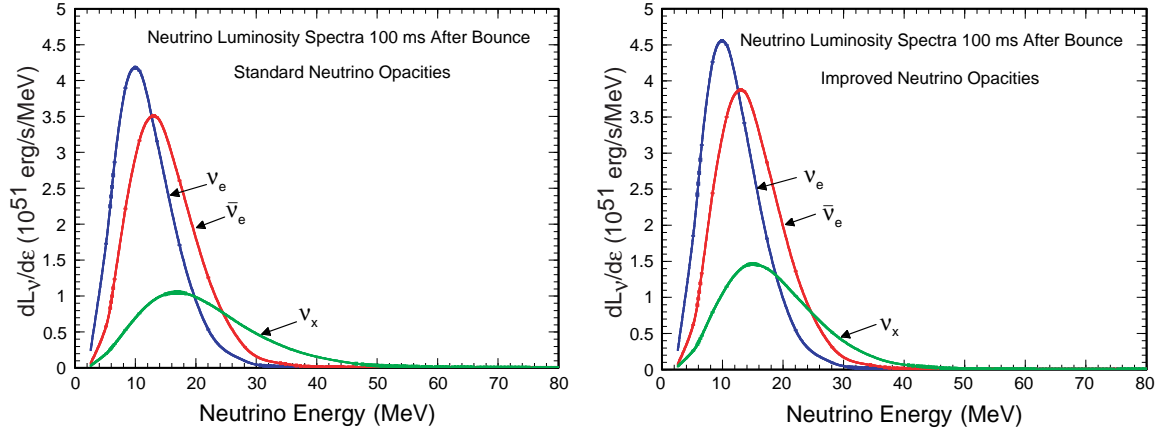 5
4.5
4
3.5
3
2.5
2
1.5
1
0.5
0
dLν/dε (10^51 erg/s/MeV)
Neutrino Luminosity Spectra 100 ms After Bounce
Standard Neutrino Opacities
ν_e
ν̄_e
ν_x
0 10 20 30 40 50 60 70 80
Neutrino Energy (MeV)
5
4.5
4
3.5
3
2.5
2
1.5
1
0.5
0
dLν/dε (10^51 erg/s/MeV)
Neutrino Luminosity Spectra 100 ms After Bounce
Improved Neutrino Opacities
ν_e
ν̄_e
ν_x
0 10 20 30 40 50 60 70 80
Neutrino Energy (MeV)